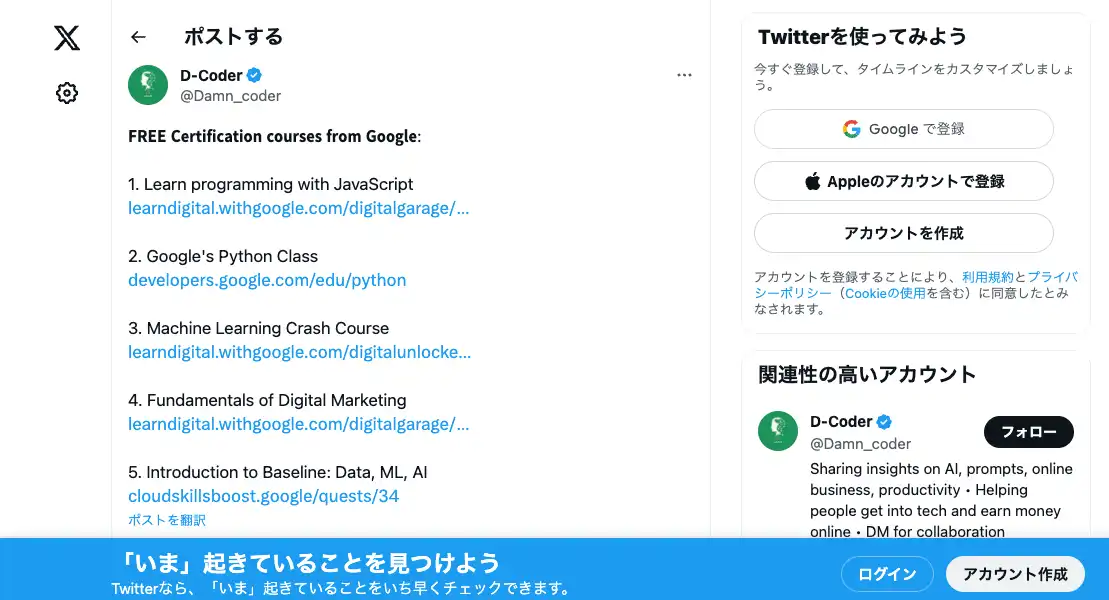 ポストする
D-Coder
@Damn_coder
FREE Certification courses from Google:
1. Learn programming with JavaScript
learndigital.withgoogle.com/digitalgarage/...
2. Google's Python Class
developers.google.com/edu/python
3. Machine Learning Crash Course
learndigital.withgoogle.com/digitalunlocke...
4. Fundamentals of Digital Marketing
learndigital.withgoogle.com/digitalgarage/...
5. Introduction to Baseline: Data, ML, AI
cloudskillsboost.google/quests/34
ポストを翻訳
Twitterを使ってみよう
今すぐ登録して、タイムラインをカスタマイズしましょ
う。
Google で登録
Appleのアカウントで登録
アカウントを作成
アカウントを登録することにより、利用規約とプライバ
シーポリシー（Cookieの使用を含む）に同意したとみ
なされます。
関連性の高いアカウント
D-Coder
@Damn_coder
フォロー
Sharing insights on AI, prompts, online
business, productivity • Helping
people get into tech and earn money
online • DM for collaboration
「いま」起きていることを見つけよう
Twitterなら、「いま」起きていることをいち早くチェックできます。
ログイン
アカウント作成